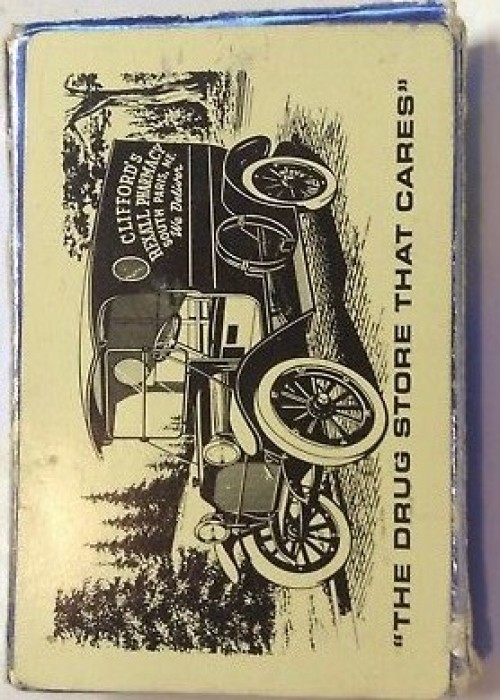 CLIFFORD'S
REXALL PHARMACY
SOUTH PARIS, ME.
We Deliver
"THE DRUG STORE THAT CARES"